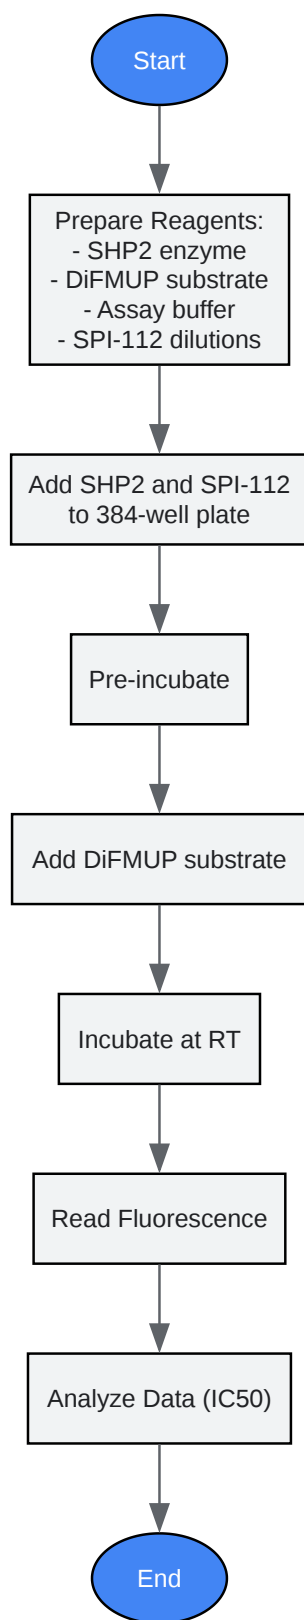 Start
Prepare Reagents:
- SHP2 enzyme
- DiFMUP substrate
- Assay buffer
- SPI-112 dilutions
Add SHP2 and SPI-112
to 384-well plate
Pre-incubate
Add DiFMUP substrate
Incubate at RT
Read Fluorescence
Analyze Data (IC50)
End